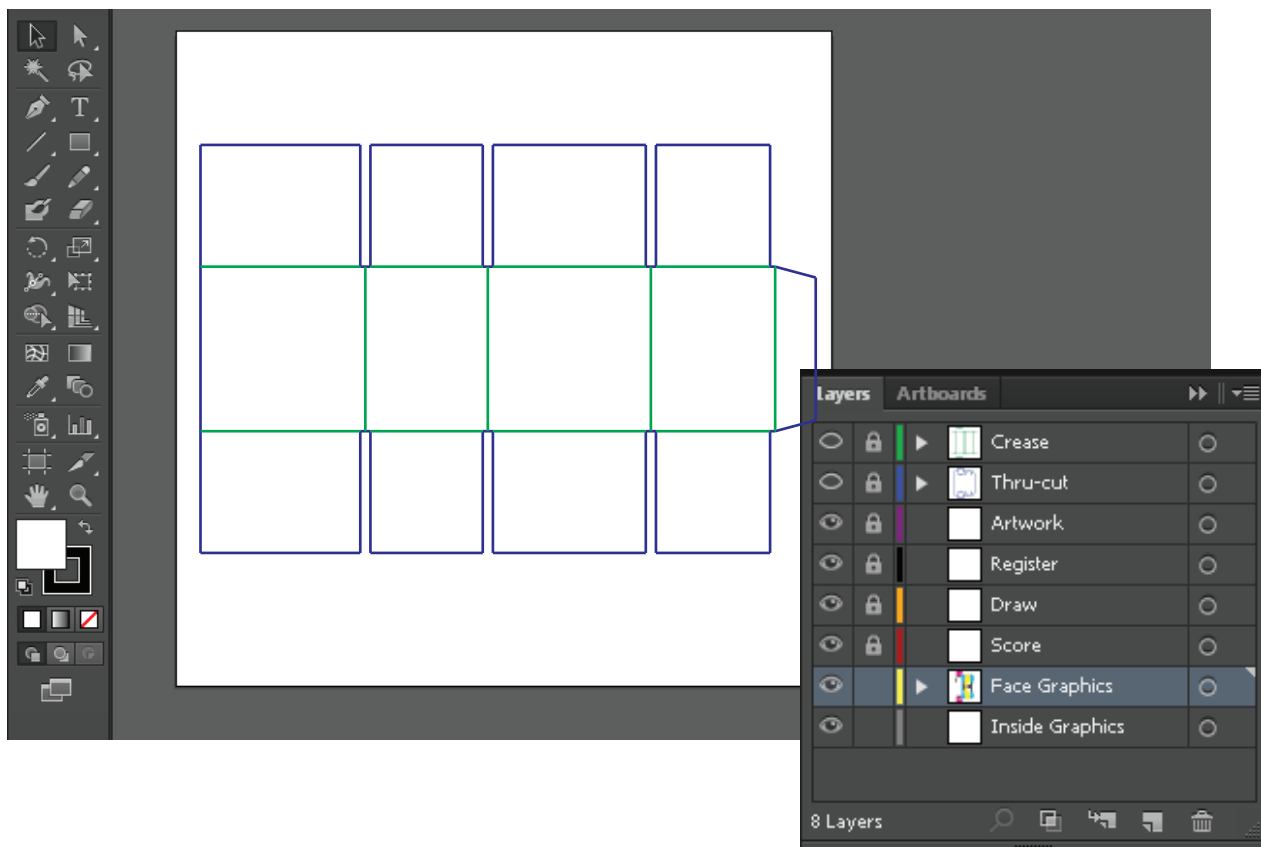 T
Layers Artboards
Crease
Thru-cut
Artwork
Register
Draw
Score
Face Graphics
Inside Graphics
8 Layers